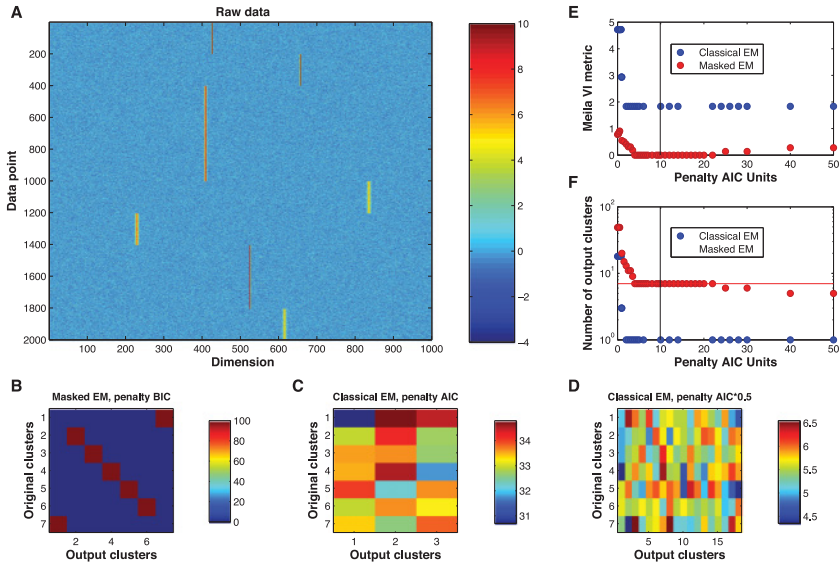 A
Raw data
200
400
600
800
1000
1200
1400
1600
1800
2000
Data point
100 200 300 400 500 600 700 800 900 1000
Dimension
10
8
6
4
2
0
−2
−4
E
5
4
3
2
1
0
Meila VI metric
Classical EM
Masked EM
0 10 20 30 40 50
Penalty AIC Units
F
10^2
10^1
10^0
Number of output clusters
Classical EM
Masked EM
0 10 20 30 40 50
Penalty AIC Units
B
Masked EM, penalty BIC
1
2
3
4
5
6
7
Original clusters
2 4 6
Output clusters
100
80
60
40
20
0
C
Classical EM, penalty AIC
1
2
3
4
5
6
7
Original clusters
1 2 3
Output clusters
34
33
32
31
D
Classical EM, penalty AIC*0,5
1
2
3
4
5
6
7
Original clusters
5 10 15
Output clusters
6.5
6
5.5
5
4.5